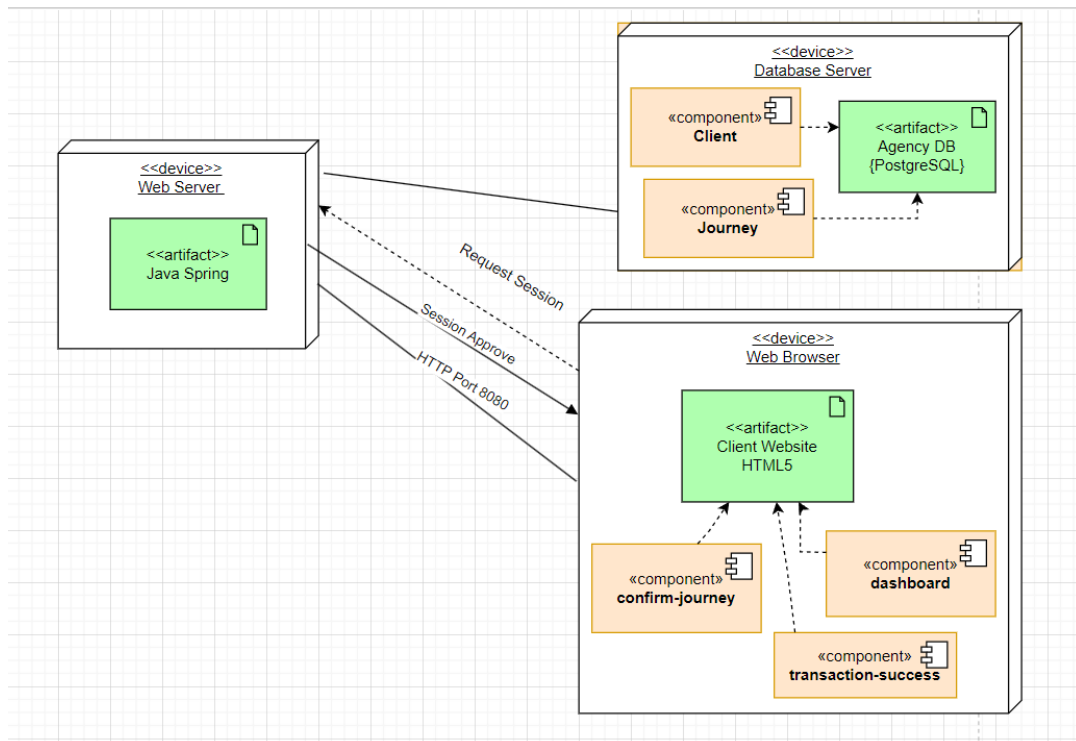 <<device>>
Database Server
«component»
Client
<<artifact>>
Agency DB
{PostgreSQL}
«component»
Journey
<<device>>
Web Server
<<artifact>>
Java Spring
Request Session
Session Approve
HTTP Port 8080
<<device>>
Web Browser
<<artifact>>
Client Website
HTML5
«component»
confirm-journey
«component»
dashboard
«component»
transaction-success